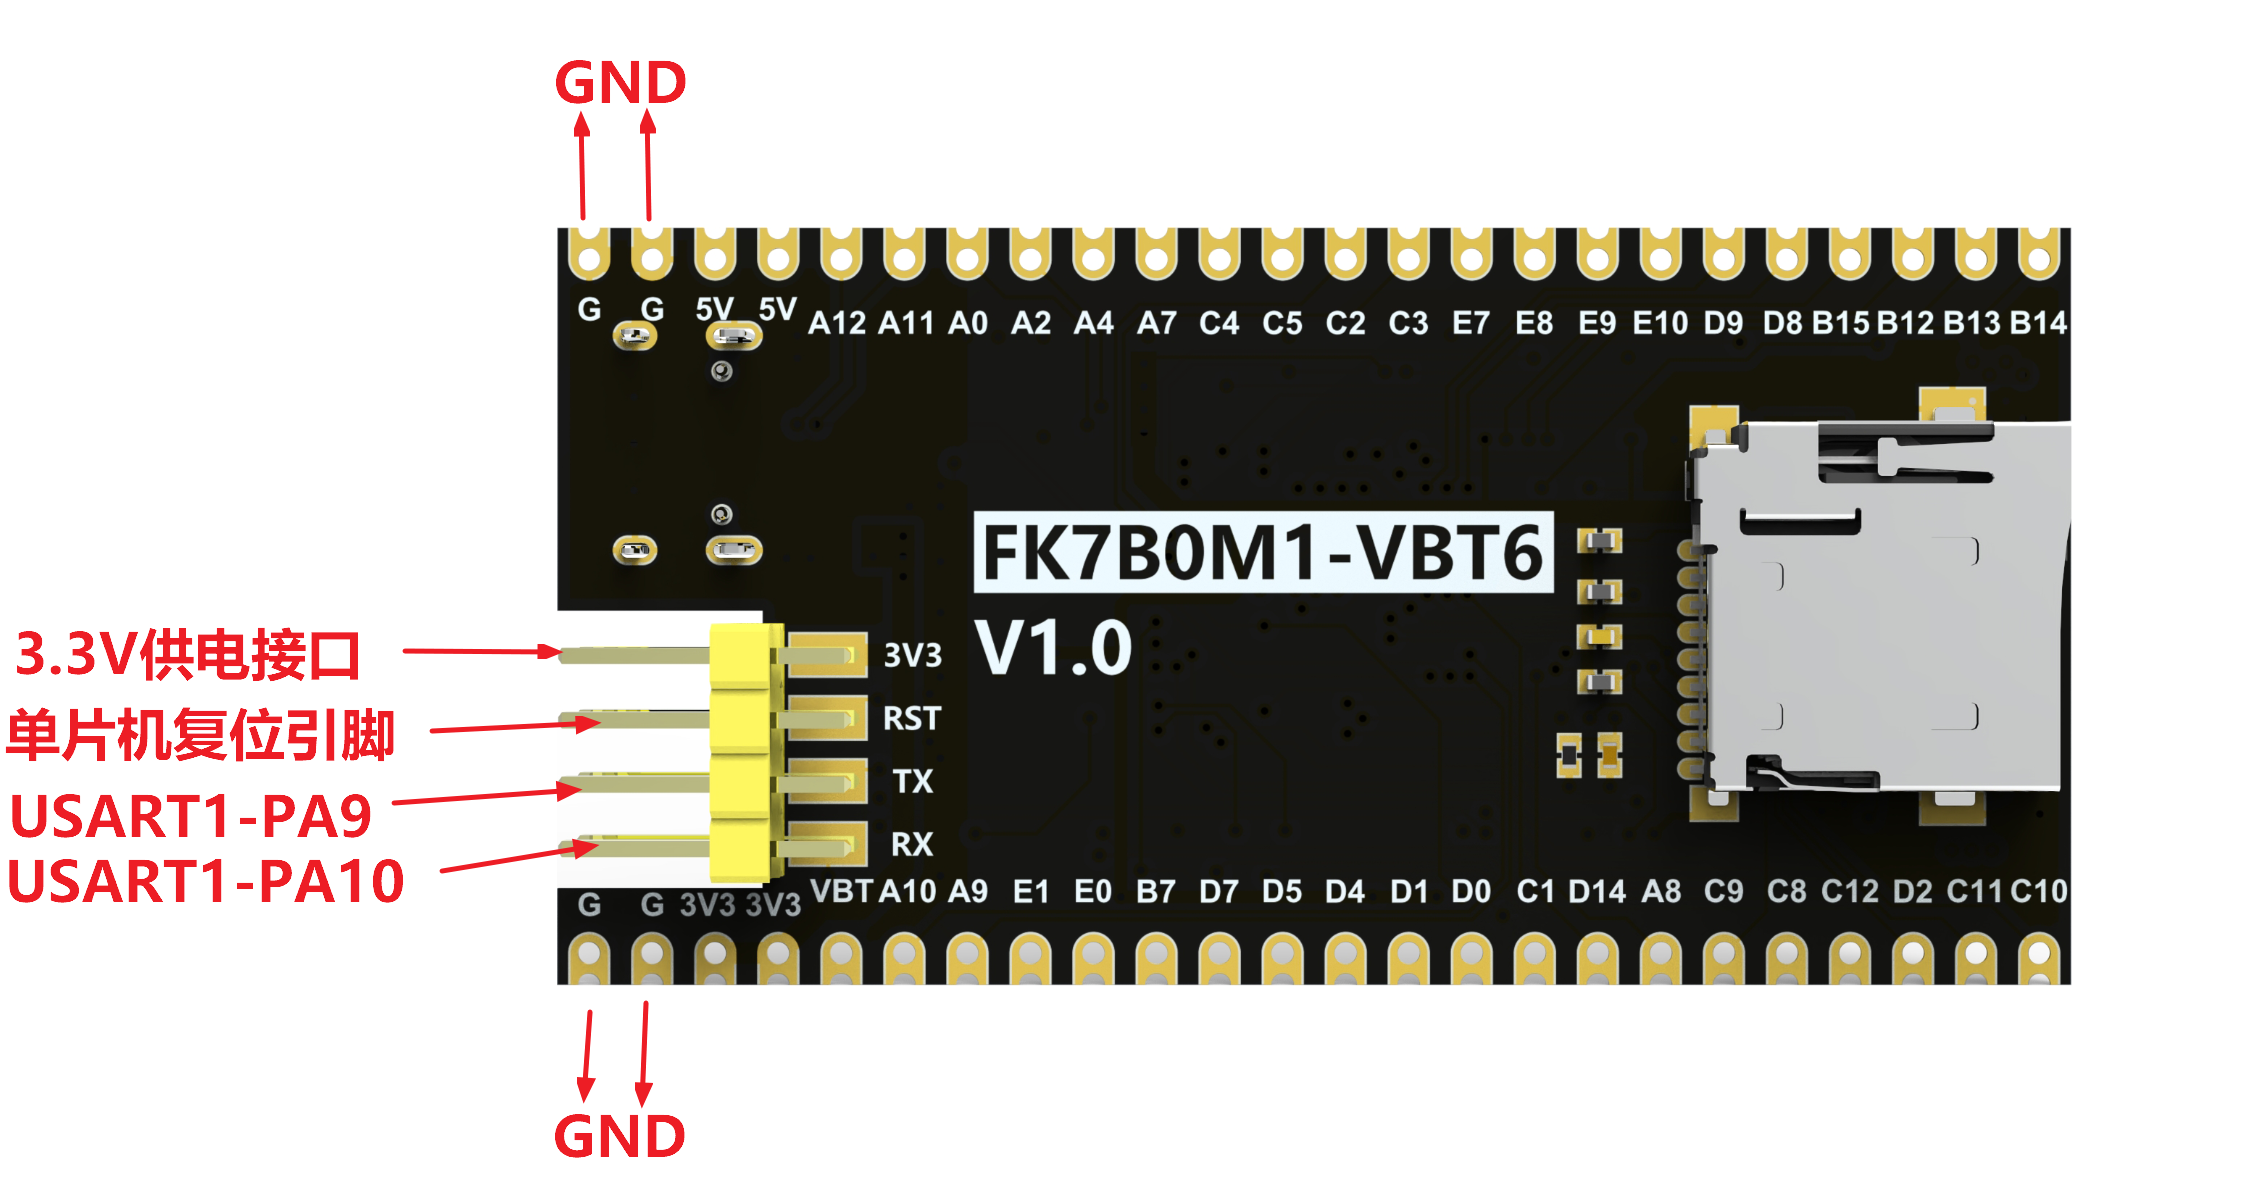 GND
G G 5V 5V A12 A11 A0 A2 A4 A7 C4 C5 C2 C3 E7 E8 E9 E10 D9 D8 B15 B12 B13 B14
FK7B0M1-VBT6
V1.0
3.3V供电接口
3V3
单片机复位引脚
RST
USART1-PA9
TX
USART1-PA10
RX
G G 3V3 3V3 VBT A10 A9 E1 E0 B7 D7 D5 D4 D1 D0 C1 D14 A8 C9 C8 C12 D2 C11 C10
GND